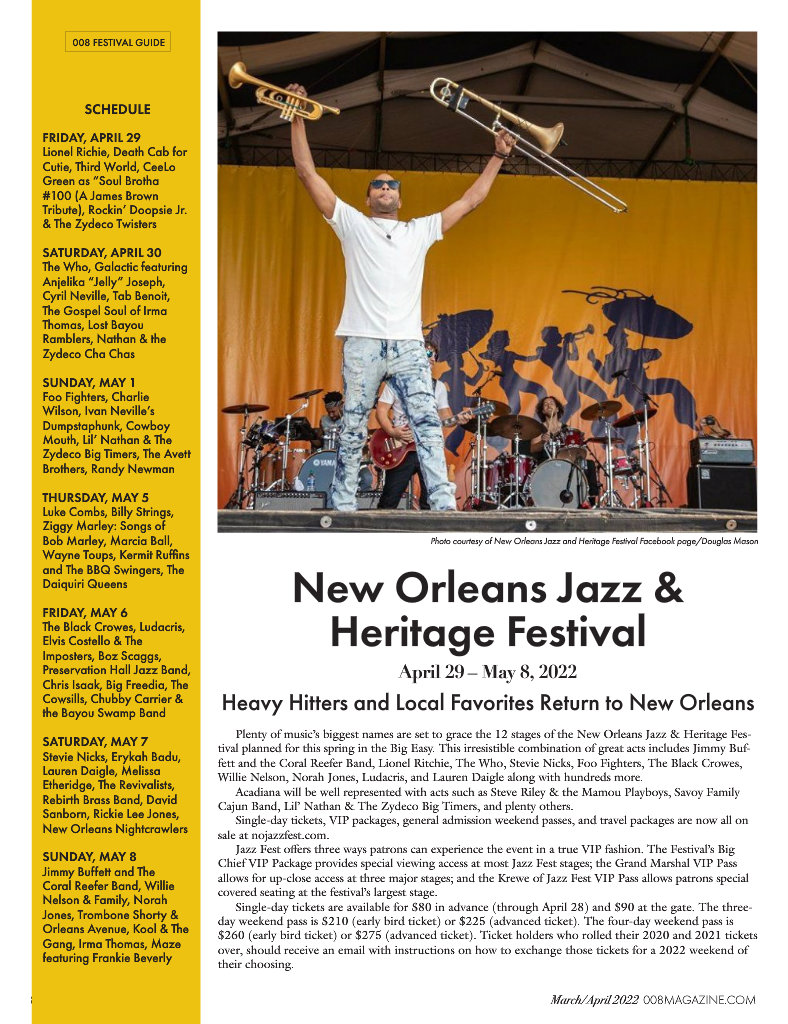 008 FESTIVAL GUIDE
SCHEDULE
FRIDAY, APRIL 29
Lionel Richie, Death Cab for
Cutie, Third World, CeeLo
Green as “Soul Brotha
#100 (A James Brown
Tribute), Rockin’ Doopsie Jr.
& The Zydeco Twisters
SATURDAY, APRIL 30
The Who, Galactic featuring
Anjelika “Jelly” Joseph,
Cyril Neville, Tab Benoit,
The Gospel Soul of Irma
Thomas, Lost Bayou
Ramblers, Nathan & the
Zydeco Cha Chas
SUNDAY, MAY 1
Foo Fighters, Charlie
Wilson, Ivan Neville’s
Dumpstaphunk, Cowboy
Mouth, Lil’ Nathan & The
Zydeco Big Timers, The Avett
Brothers, Randy Newman
THURSDAY, MAY 5
Luke Combs, Billy Strings,
Ziggy Marley: Songs of
Bob Marley, Marcia Ball,
Wayne Toups, Kermit Ruffins
and The BBQ Swingers, The
Daiquiri Queens
FRIDAY, MAY 6
The Black Crowes, Ludacris,
Elvis Costello & The
Imposters, Boz Scaggs,
Preservation Hall Jazz Band,
Chris Isaak, Big Freedia, The
Cowsills, Chubby Carrier &
the Bayou Swamp Band
SATURDAY, MAY 7
Stevie Nicks, Erykah Badu,
Lauren Daigle, Melissa
Etheridge, The Revivalists,
Rebirth Brass Band, David
Sanborn, Rickie Lee Jones,
New Orleans Nightcrawlers
SUNDAY, MAY 8
Jimmy Buffett and The
Coral Reefer Band, Willie
Nelson & Family, Norah
Jones, Trombone Shorty &
Orleans Avenue, Kool & The
Gang, Irma Thomas, Maze
featuring Frankie Beverly
YAMAHA
Photo courtesy of New Orleans Jazz and Heritage Festival Facebook page/Douglas Mason
New Orleans Jazz &
Heritage Festival
April 29 – May 8, 2022
Heavy Hitters and Local Favorites Return to New Orleans
Plenty of music’s biggest names are set to grace the 12 stages of the New Orleans Jazz & Heritage Fes-
tival planned for this spring in the Big Easy. This irresistible combination of great acts includes Jimmy Buf-
fett and the Coral Reefer Band, Lionel Ritchie, The Who, Stevie Nicks, Foo Fighters, The Black Crowes,
Willie Nelson, Norah Jones, Ludacris, and Lauren Daigle along with hundreds more.
Acadiana will be well represented with acts such as Steve Riley & the Mamou Playboys, Savoy Family
Cajun Band, Lil’ Nathan & The Zydeco Big Timers, and plenty others.
Single-day tickets, VIP packages, general admission weekend passes, and travel packages are now all on
sale at nojazzfest.com.
Jazz Fest offers three ways patrons can experience the event in a true VIP fashion. The Festival’s Big
Chief VIP Package provides special viewing access at most Jazz Fest stages; the Grand Marshal VIP Pass
allows for up-close access at three major stages; and the Krewe of Jazz Fest VIP Pass allows patrons special
covered seating at the festival’s largest stage.
Single-day tickets are available for $80 in advance (through April 28) and $90 at the gate. The three-
day weekend pass is $210 (early bird ticket) or $225 (advanced ticket). The four-day weekend pass is
$260 (early bird ticket) or $275 (advanced ticket). Ticket holders who rolled their 2020 and 2021 tickets
over, should receive an email with instructions on how to exchange those tickets for a 2022 weekend of
their choosing.
March/April 2022 008MAGAZINE.COM